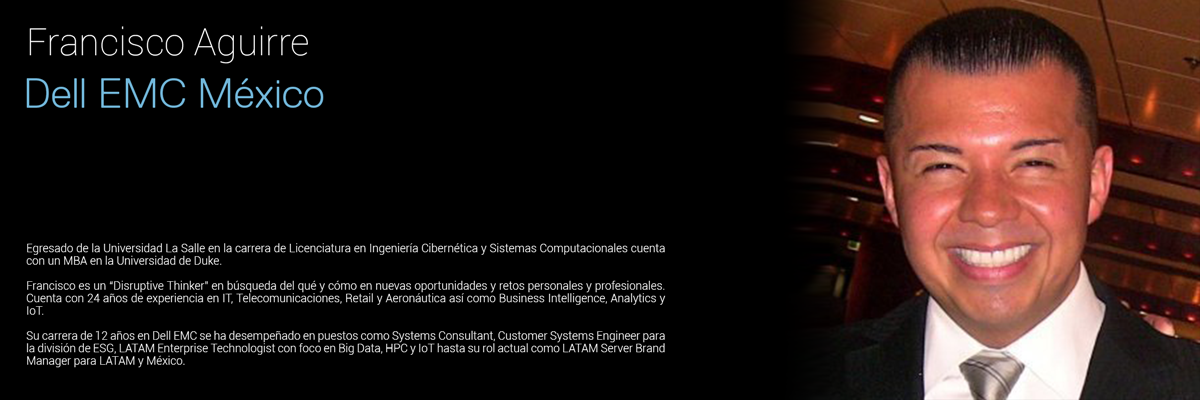 Francisco Aguirre
Dell EMC México
Egresado de la Universidad La Salle en la carrera de Licenciatura en Ingeniería Cibernética y Sistemas Computacionales cuenta
con un MBA en la Universidad de Duke.
Francisco es un “Disruptive Thinker” en búsqueda del qué y cómo en nuevas oportunidades y retos personales y profesionales.
Cuenta con 24 años de experiencia en IT, Telecomunicaciones, Retail y Aeronáutica así como Business Intelligence, Analytics y
IoT.
Su carrera de 12 años en Dell EMC se ha desempeñado en puestos como Systems Consultant, Customer Systems Engineer para
la división de ESG, LATAM Enterprise Technologist con foco en Big Data, HPC y IoT hasta su rol actual como LATAM Server Brand
Manager para LATAM y México.